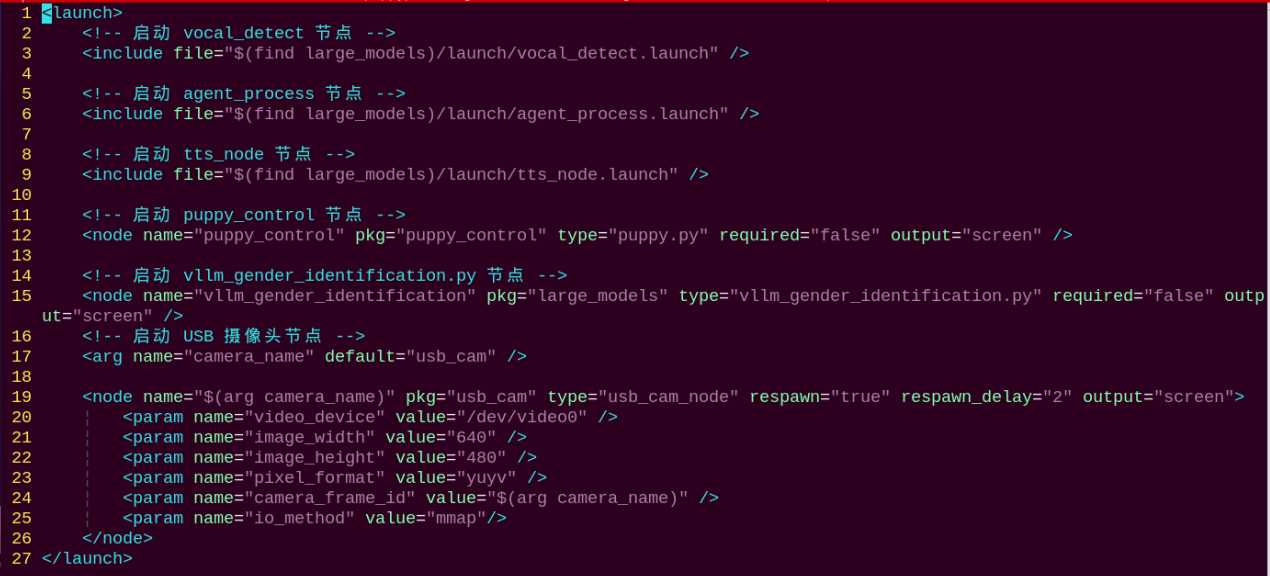 1 <launch>
2     <!-- 启动 vocal_detect 节点 -->
3     <include file="$(find large_models)/launch/vocal_detect.launch" />
4
5     <!-- 启动 agent_process 节点 -->
6     <include file="$(find large_models)/launch/agent_process.launch" />
7
8     <!-- 启动 tts_node 节点 -->
9     <include file="$(find large_models)/launch/tts_node.launch" />
10
11     <!-- 启动 puppy_control 节点 -->
12     <node name="puppy_control" pkg="puppy_control" type="puppy.py" required="false" output="screen" />
13
14     <!-- 启动 vllm_gender_identification.py 节点 -->
15     <node name="vllm_gender_identification" pkg="large_models" type="vllm_gender_identification.py" required="false" outp
ut="screen" />
16     <!-- 启动 USB 摄像头节点 -->
17     <arg name="camera_name" default="usb_cam" />
18
19     <node name="$(arg camera_name)" pkg="usb_cam" type="usb_cam_node" respawn="true" respawn_delay="2" output="screen">
20     ¦   <param name="video_device" value="/dev/video0" />
21     ¦   <param name="image_width" value="640" />
22     ¦   <param name="image_height" value="480" />
23     ¦   <param name="pixel_format" value="yuyv" />
24     ¦   <param name="camera_frame_id" value="$(arg camera_name)" />
25     ¦   <param name="io_method" value="mmap"/>
26     </node>
27 </launch>